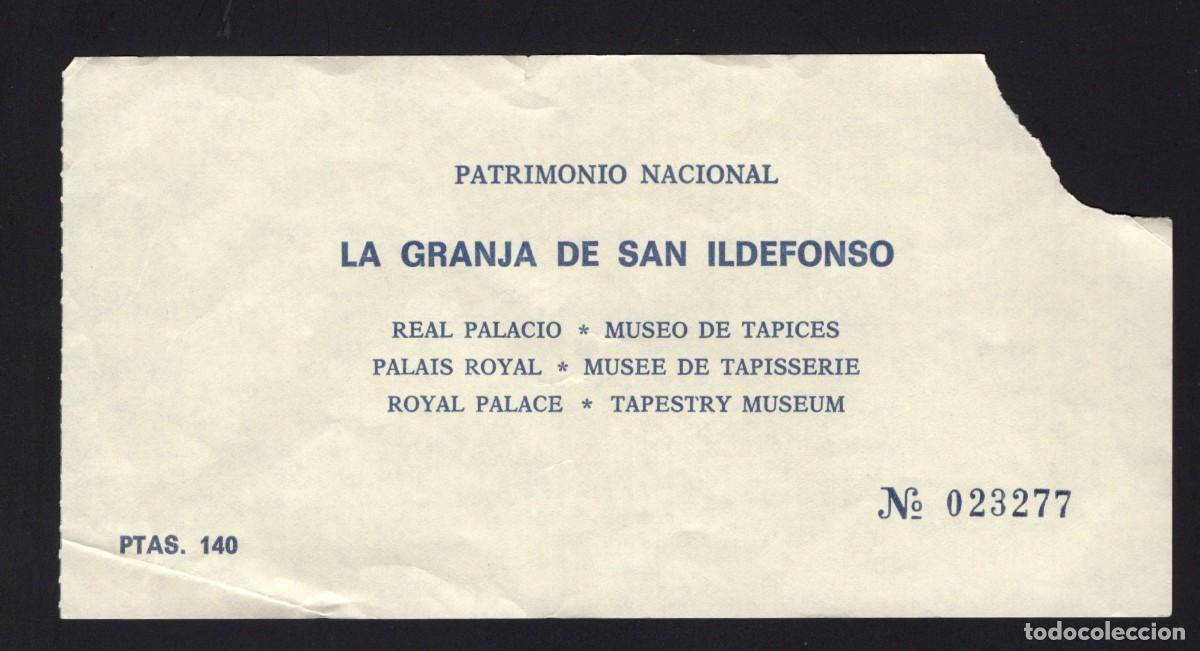 PATRIMONIO NACIONAL
LA GRANJA DE SAN ILDEFONSO
REAL PALACIO * MUSEO DE TAPICES
PALAIS ROYAL * MUSEE DE TAPISSERIE
ROYAL PALACE * TAPESTRY MUSEUM
№ 023277
PTAS. 140
todocoleccion